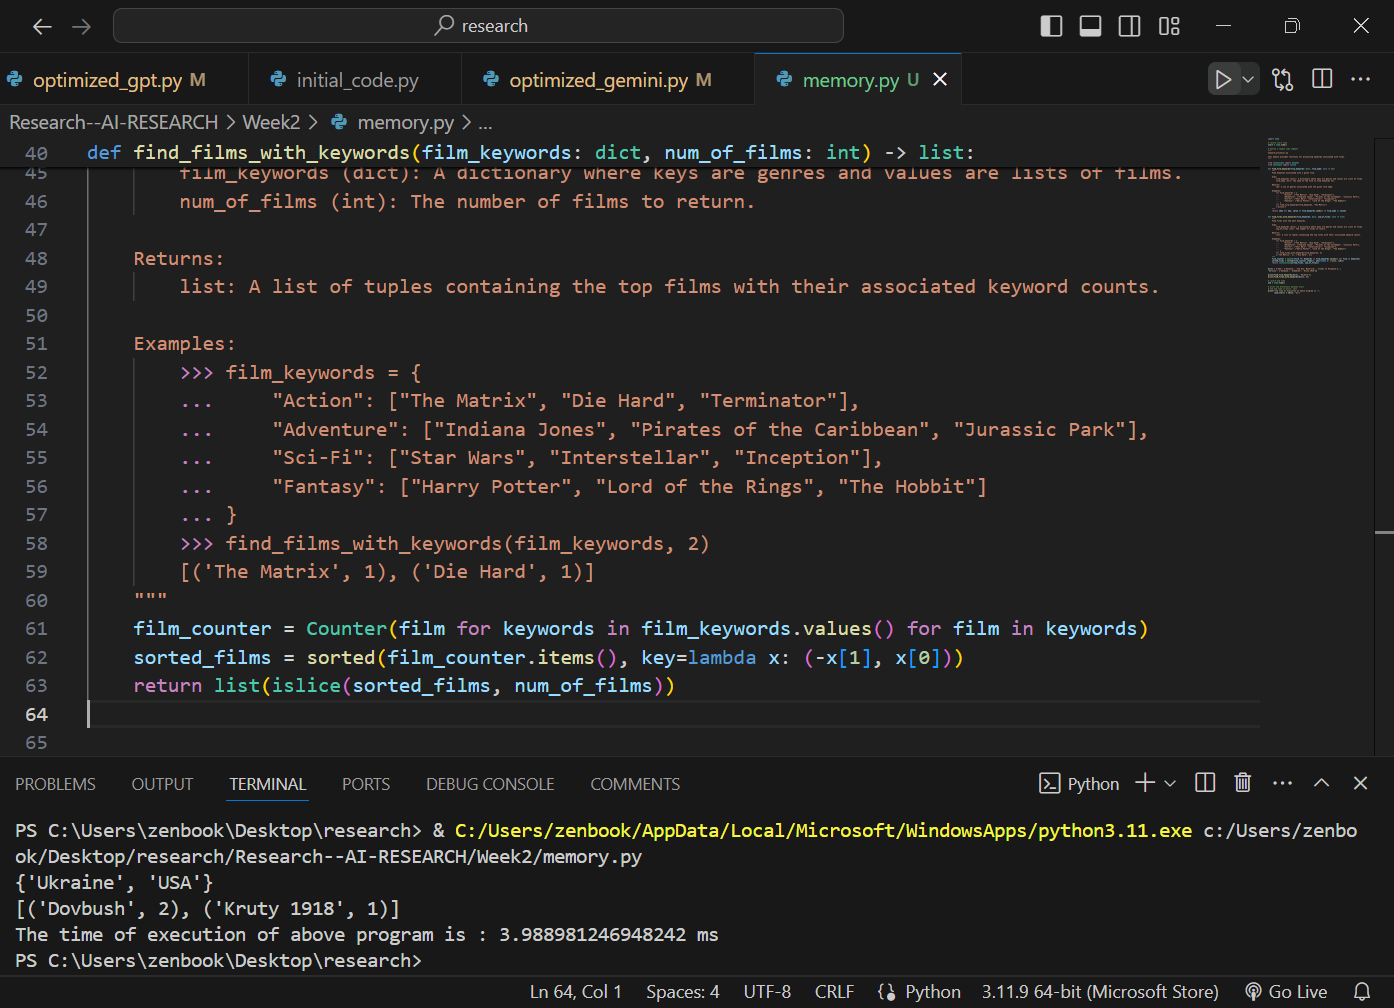 research
optimized_gpt.py M
initial_code.py
optimized_gemini.py M
memory.py U
Research--AI-RESEARCH > Week2 > memory.py > ...
40 def find_films_with_keywords(film_keywords: dict, num_of_films: int) -> list:
45 film_keywords (dict): A dictionary where keys are genres and values are lists of films.
46 num_of_films (int): The number of films to return.
47
48 Returns:
49 list: A list of tuples containing the top films with their associated keyword counts.
50
51 Examples:
52 >>> film_keywords = {
53 ... "Action": ["The Matrix", "Die Hard", "Terminator"],
54 ... "Adventure": ["Indiana Jones", "Pirates of the Caribbean", "Jurassic Park"],
55 ... "Sci-Fi": ["Star Wars", "Interstellar", "Inception"],
56 ... "Fantasy": ["Harry Potter", "Lord of the Rings", "The Hobbit"]
57 ... }
58 >>> find_films_with_keywords(film_keywords, 2)
59 [('The Matrix', 1), ('Die Hard', 1)]
60 """
61 film_counter = Counter(film for keywords in film_keywords.values() for film in keywords)
62 sorted_films = sorted(film_counter.items(), key=lambda x: (-x[1], x[0]))
63 return list(islice(sorted_films, num_of_films))
64
65
PROBLEMS OUTPUT TERMINAL PORTS DEBUG CONSOLE COMMENTS
Python
PS C:\Users\zenbook\Desktop\research> & C:/Users/zenbook/AppData/Local/Microsoft/WindowsApps/python3.11.exe c:/Users/zenbo
ok/Desktop/research/Research--AI-RESEARCH/Week2/memory.py
{'Ukraine', 'USA'}
[('Dovbush', 2), ('Kruty 1918', 1)]
The time of execution of above program is : 3.988981246948242 ms
PS C:\Users\zenbook\Desktop\research>
Ln 64, Col 1 Spaces: 4 UTF-8 CRLF Python 3.11.9 64-bit (Microsoft Store) Go Live